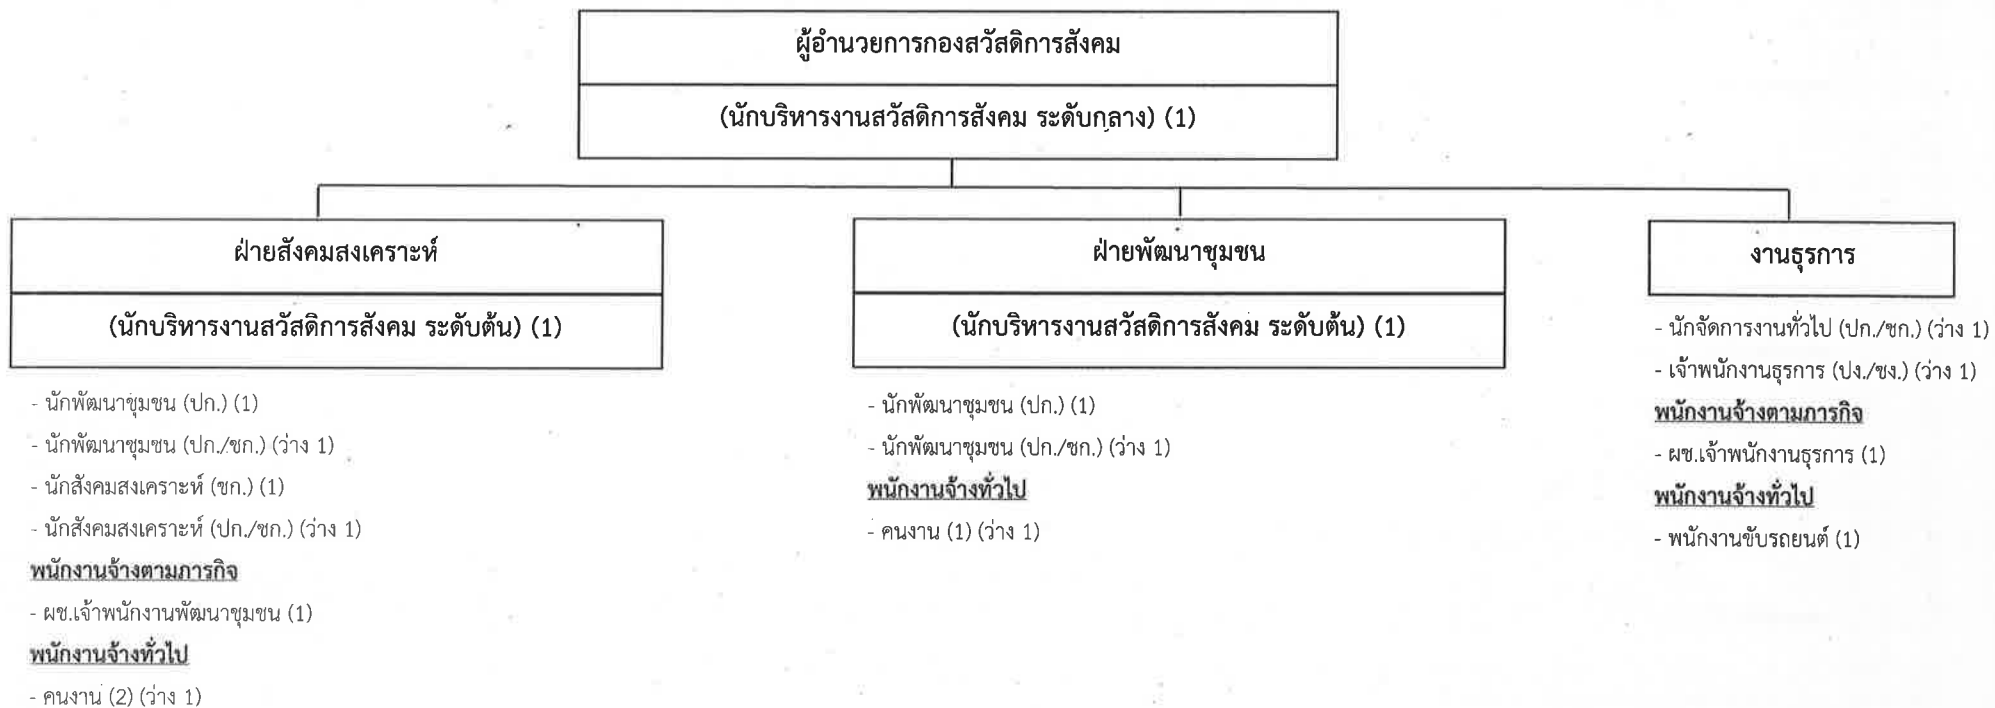 ผู้อำนวยการกองสวัสดิการสังคม
(นักบริหารงานสวัสดิการสังคม ระดับกลาง) (1)
ฝ่ายสังคมสงเคราะห์
(นักบริหารงานสวัสดิการสังคม ระดับต้น) (1)
- นักพัฒนาชุมชน (ปก.) (1)
- นักพัฒนาชุมชน (ปก./ชก.) (ว่าง 1)
- นักสังคมสงเคราะห์ (ชก.) (1)
- นักสังคมสงเคราะห์ (ปก./ชก.) (ว่าง 1)
พนักงานจ้างตามภารกิจ
- ผช.เจ้าพนักงานพัฒนาชุมชน (1)
พนักงานจ้างทั่วไป
- คนงาน (2) (ว่าง 1)
ฝ่ายพัฒนาชุมชน
(นักบริหารงานสวัสดิการสังคม ระดับต้น) (1)
- นักพัฒนาชุมชน (ปก.) (1)
- นักพัฒนาชุมชน (ปก./ชก.) (ว่าง 1)
พนักงานจ้างทั่วไป
- คนงาน (1) (ว่าง 1)
งานธุรการ
- นักจัดการงานทั่วไป (ปก./ชก.) (ว่าง 1)
- เจ้าพนักงานธุรการ (ปง./ชง.) (ว่าง 1)
พนักงานจ้างตามภารกิจ
- ผช.เจ้าพนักงานธุรการ (1)
พนักงานจ้างทั่วไป
- พนักงานขับรถยนต์ (1)